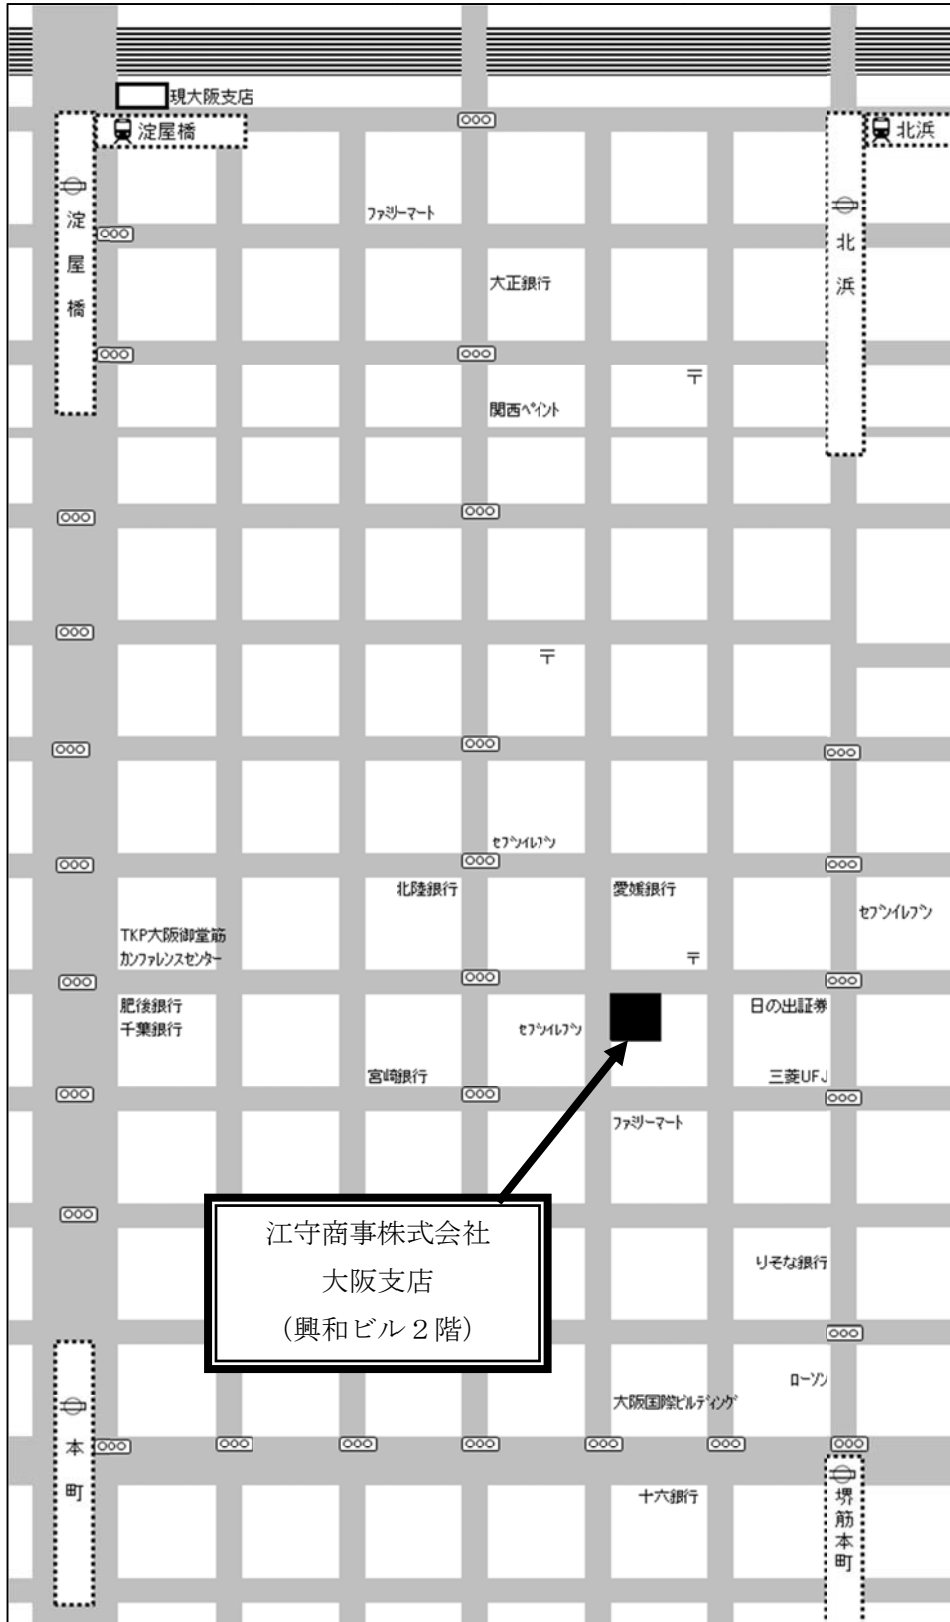 現大阪支店
淀屋橋
北浜
淀屋橋
ファミリーマート
北浜
大正銀行
〒
関西ペイント
〒
セブンイレブン
北陸銀行
愛媛銀行
セブンイレブン
TKP大阪御堂筋
カンファレンスセンター
〒
肥後銀行
千葉銀行
セブンイレブン
日の出証券
宮崎銀行
三菱UFJ
ファミリーマート
江守商事株式会社
大阪支店
(興和ビル2階)
りそな銀行
ローソン
大阪国際ビルディング
本町
十六銀行
堺筋本町